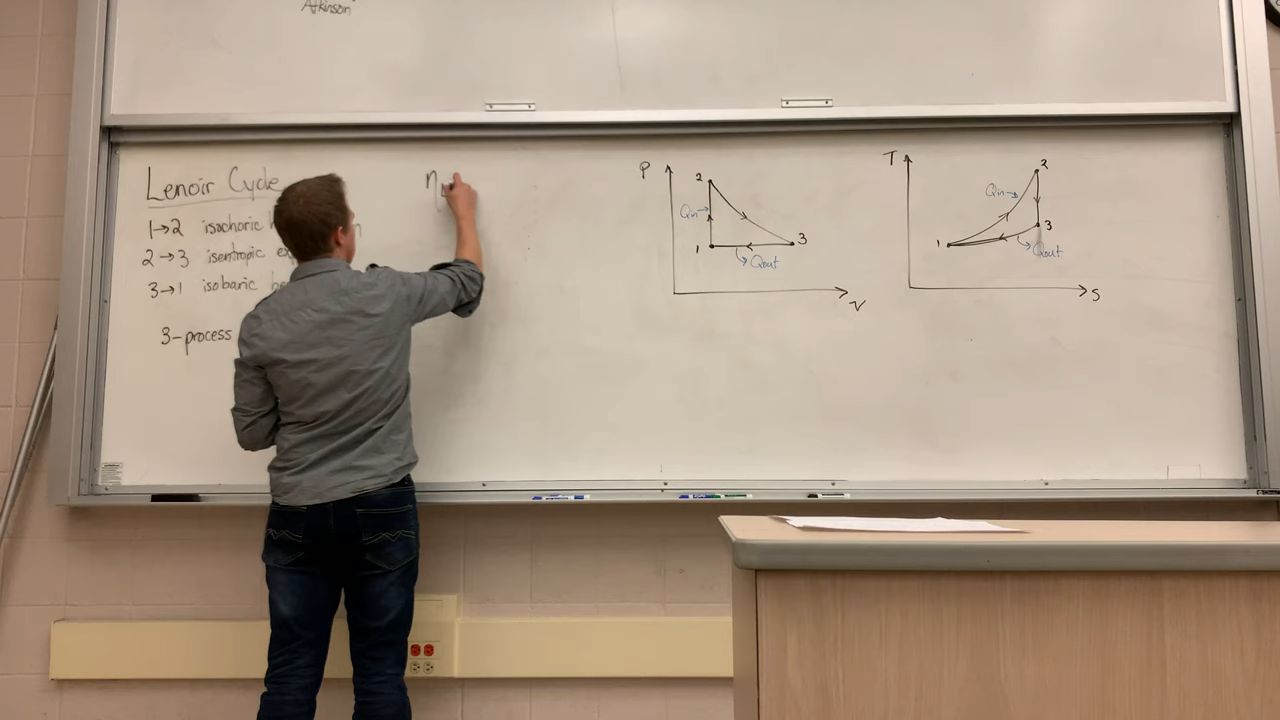 Atkinson
Lenoir Cycle
1→2 isochoric
2→3 isentropic
3→1 isobaric
3-process
η
P
2
Qin→
1
3
Qout
V
T
2
Qin→
3
1
Qout
S